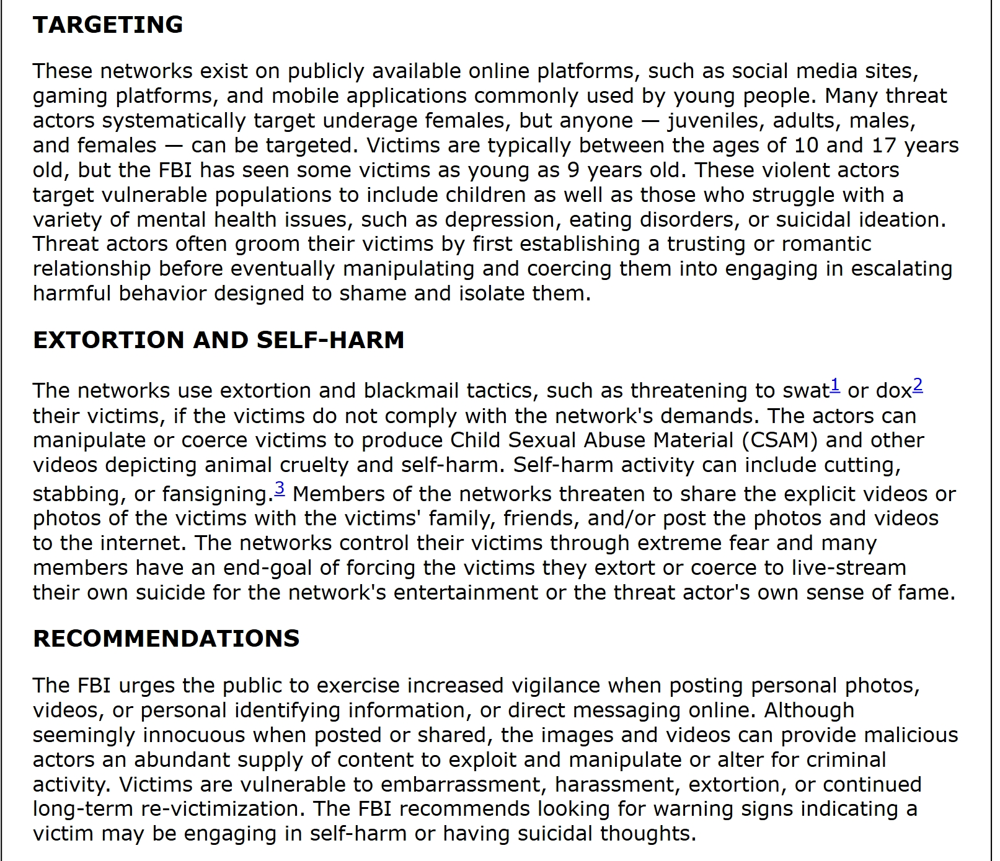 TARGETING
These networks exist on publicly available online platforms, such as social media sites,
gaming platforms, and mobile applications commonly used by young people. Many threat
actors systematically target underage females, but anyone — juveniles, adults, males,
and females — can be targeted. Victims are typically between the ages of 10 and 17 years
old, but the FBI has seen some victims as young as 9 years old. These violent actors
target vulnerable populations to include children as well as those who struggle with a
variety of mental health issues, such as depression, eating disorders, or suicidal ideation.
Threat actors often groom their victims by first establishing a trusting or romantic
relationship before eventually manipulating and coercing them into engaging in escalating
harmful behavior designed to shame and isolate them.
EXTORTION AND SELF-HARM
The networks use extortion and blackmail tactics, such as threatening to swat1 or dox2
their victims, if the victims do not comply with the network's demands. The actors can
manipulate or coerce victims to produce Child Sexual Abuse Material (CSAM) and other
videos depicting animal cruelty and self-harm. Self-harm activity can include cutting,
stabbing, or fansigning.3 Members of the networks threaten to share the explicit videos or
photos of the victims with the victims' family, friends, and/or post the photos and videos
to the internet. The networks control their victims through extreme fear and many
members have an end-goal of forcing the victims they extort or coerce to live-stream
their own suicide for the network's entertainment or the threat actor's own sense of fame.
RECOMMENDATIONS
The FBI urges the public to exercise increased vigilance when posting personal photos,
videos, or personal identifying information, or direct messaging online. Although
seemingly innocuous when posted or shared, the images and videos can provide malicious
actors an abundant supply of content to exploit and manipulate or alter for criminal
activity. Victims are vulnerable to embarrassment, harassment, extortion, or continued
long-term re-victimization. The FBI recommends looking for warning signs indicating a
victim may be engaging in self-harm or having suicidal thoughts.